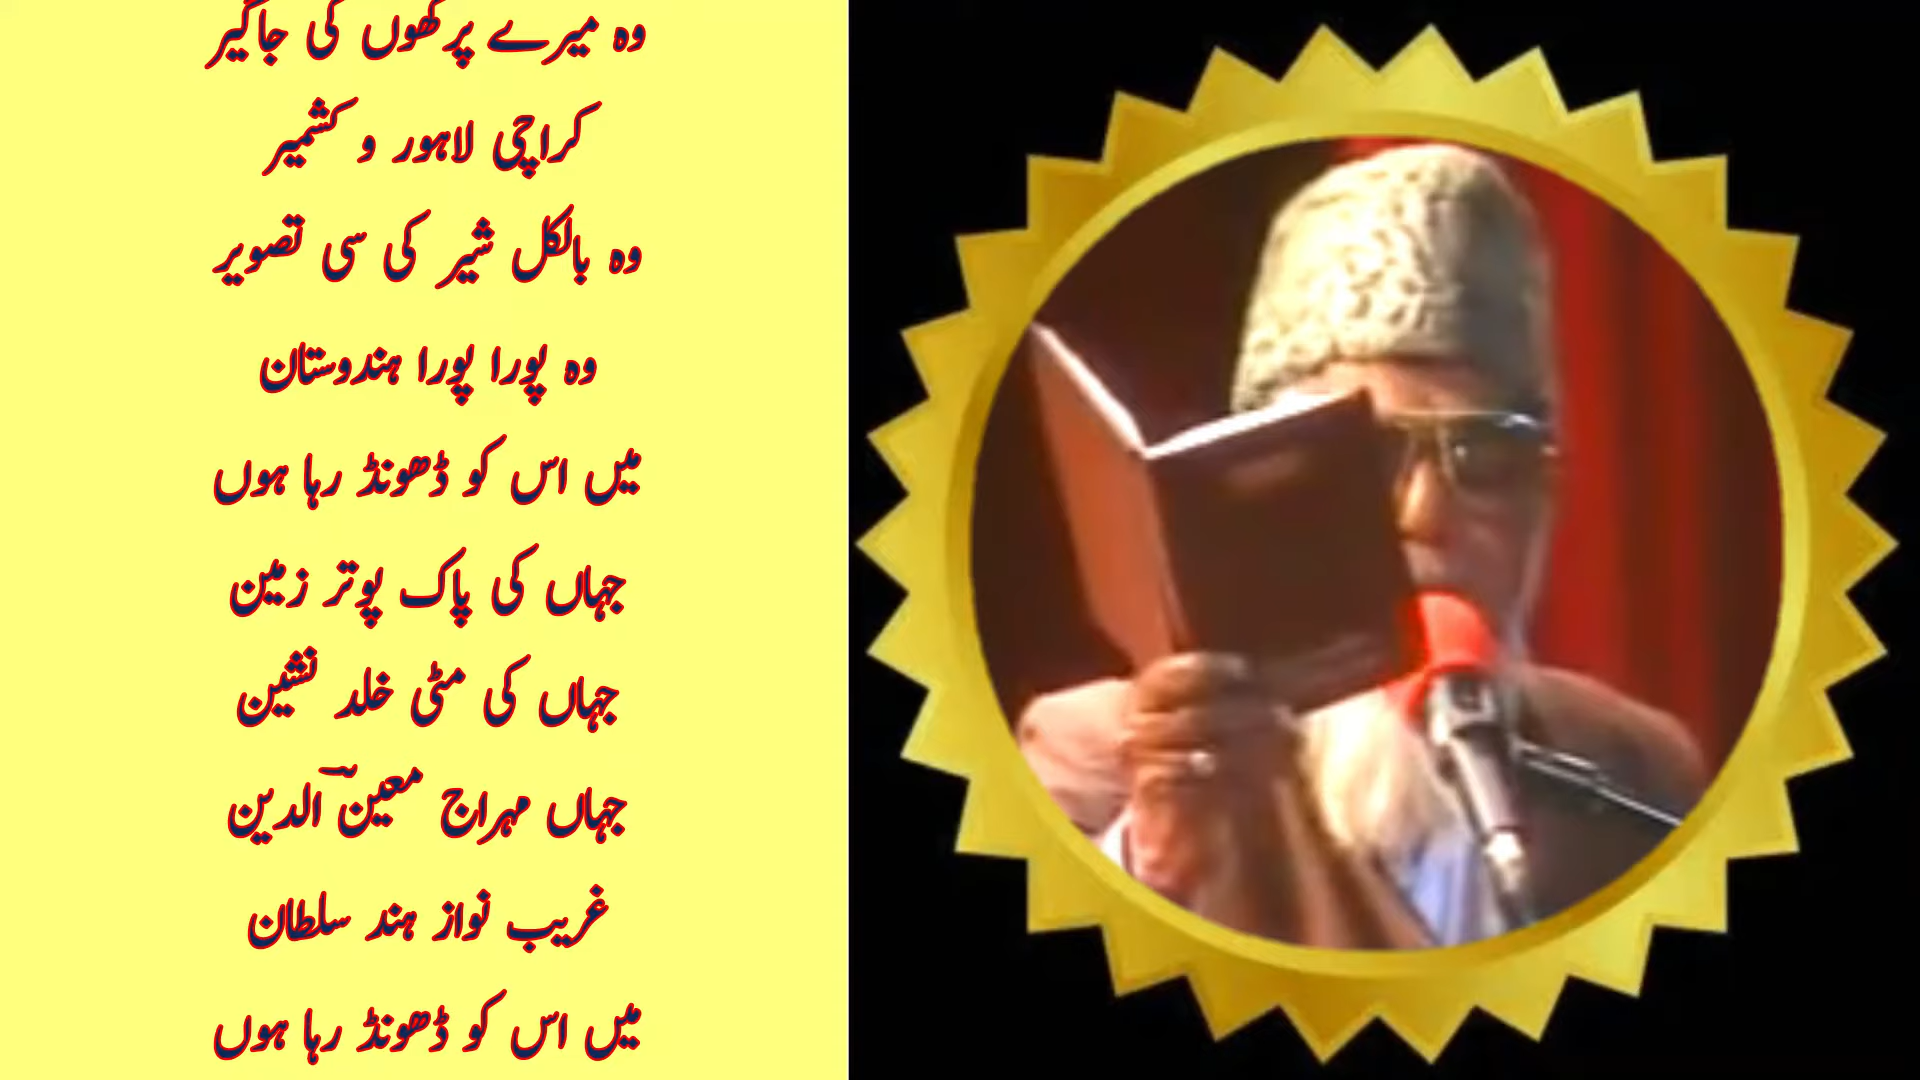 وہ میرے پرکھوں کی جاگیر
کراچی لاہور و کشمیر
وہ بالکل شیر کی سی تصویر
وہ پورا پورا ہندوستان
میں اس کو ڈھونڈ رہا ہوں
جہاں کی پاک پوتر زمین
جہاں کی مٹی خلد نشین
جہاں مہراج معین الدین
غریب نواز ہند سلطان
میں اس کو ڈھونڈ رہا ہوں